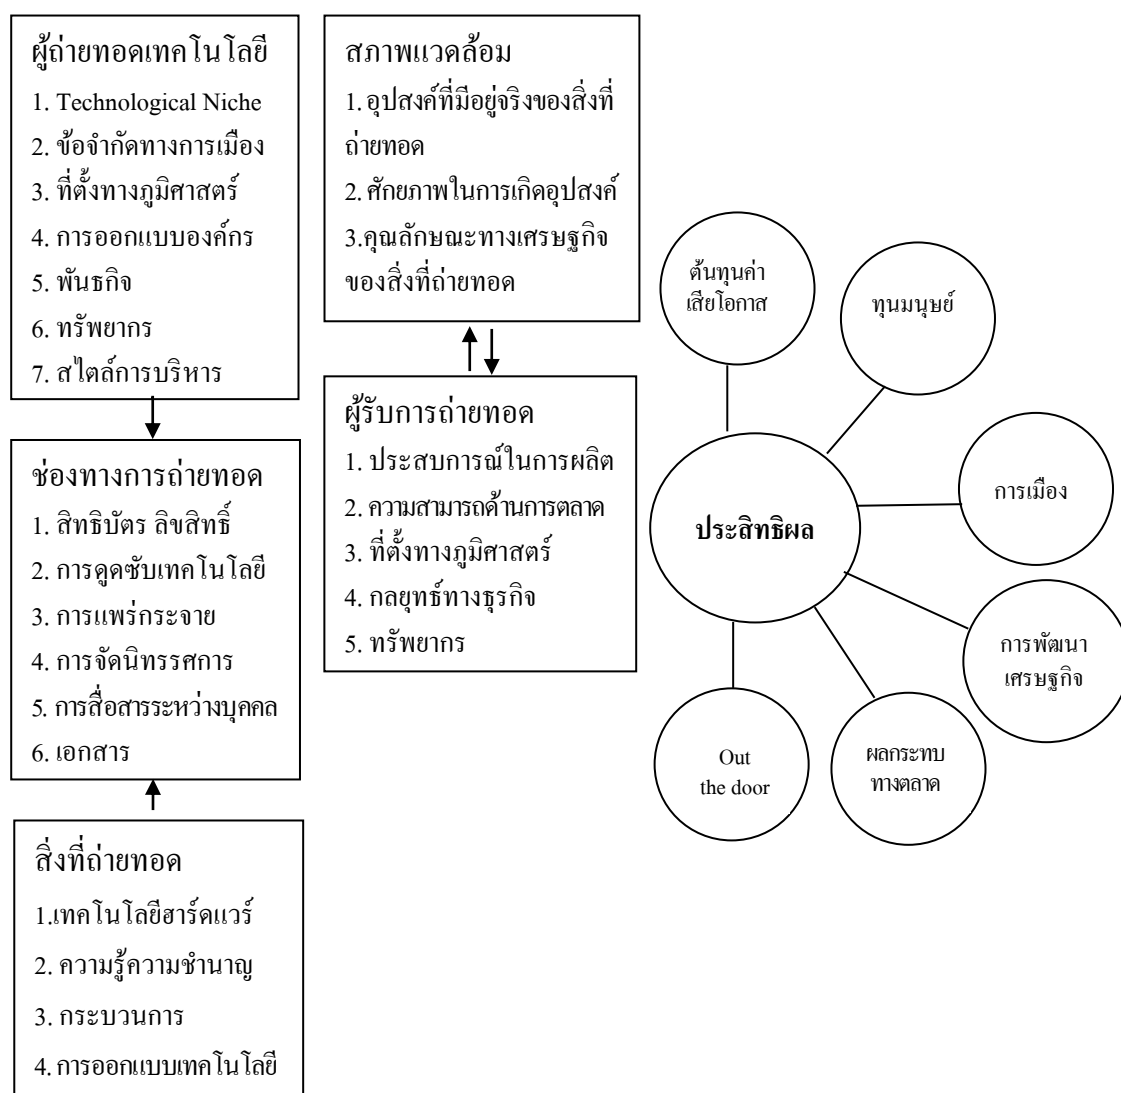 ผู้ถ่ายทอดเทคโนโลยี
1. Technological Niche
2. ข้อจำกัดทางการเมือง
3. ที่ตั้งทางภูมิศาสตร์
4. การออกแบบองค์กร
5. พันธกิจ
6. ทรัพยากร
7. สไตล์การบริหาร
ช่องทางการถ่ายทอด
1. สิทธิบัตร ลิขสิทธิ์
2. การดูดซับเทคโนโลยี
3. การแพร่กระจาย
4. การจัดนิทรรศการ
5. การสื่อสารระหว่างบุคคล
6. เอกสาร
สิ่งที่ถ่ายทอด
1.เทคโนโลยีฮาร์ดแวร์
2. ความรู้ความชำนาญ
3. กระบวนการ
4. การออกแบบเทคโนโลยี
สภาพแวดล้อม
1. อุปสงค์ที่มีอยู่จริงของสิ่งที่
ถ่ายทอด
2. ศักยภาพในการเกิดอุปสงค์
3.คุณลักษณะทางเศรษฐกิจ
ของสิ่งที่ถ่ายทอด
ผู้รับการถ่ายทอด
1. ประสบการณ์ในการผลิต
2. ความสามารถด้านการตลาด
3. ที่ตั้งทางภูมิศาสตร์
4. กลยุทธ์ทางธุรกิจ
5. ทรัพยากร
ต้นทุนค่า
เสียโอกาส
ทุนมนุษย์
การเมือง
ประสิทธิผล
การพัฒนา
เศรษฐกิจ
ผลกระทบ
ทางตลาด
Out
the door